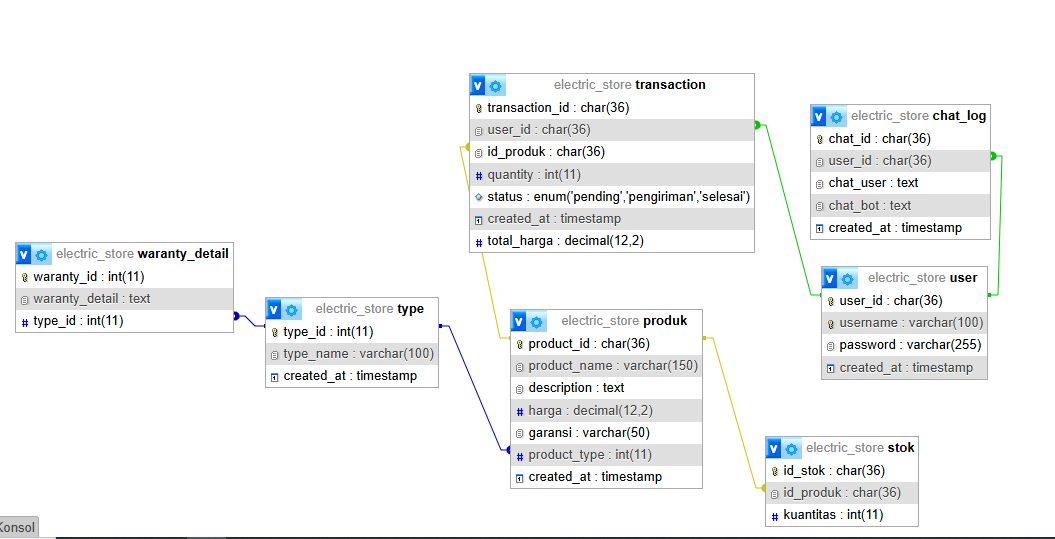 electric_store transaction
transaction_id : char(36)
user_id : char(36)
id_produk : char(36)
# quantity : int(11)
status : enum('pending','pengiriman','selesai')
created_at : timestamp
# total_harga : decimal(12,2)
electric_store chat_log
chat_id : char(36)
user_id : char(36)
chat_user : text
chat_bot : text
created_at : timestamp
electric_store waranty_detail
waranty_id : int(11)
waranty_detail : text
# type_id : int(11)
electric_store type
type_id : int(11)
type_name : varchar(100)
created_at : timestamp
electric_store produk
product_id : char(36)
product_name : varchar(150)
description : text
# harga : decimal(12,2)
garansi : varchar(50)
# product_type : int(11)
created_at : timestamp
electric_store user
user_id : char(36)
username : varchar(100)
password : varchar(255)
created_at : timestamp
electric_store stok
id_stok : char(36)
id_produk : char(36)
# kuantitas : int(11)
Konsol